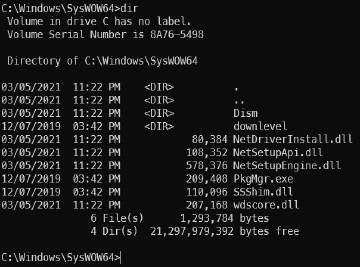 C:\Windows\SysWOW64>dir
 Volume in drive C has no label.
 Volume Serial Number is 8A76-5498

 Directory of C:\Windows\SysWOW64

03/05/2021  11:22 PM    <DIR>          .
03/05/2021  11:22 PM    <DIR>          ..
03/05/2021  11:22 PM    <DIR>          Dism
12/07/2019  03:42 PM    <DIR>          downlevel
03/05/2021  11:22 PM            80,384 NetDriverInstall.dll
03/05/2021  11:22 PM           108,352 NetSetupApi.dll
03/05/2021  11:22 PM           578,376 NetSetupEngine.dll
12/07/2019  03:42 PM           209,408 PkgMgr.exe
12/07/2019  03:42 PM           110,096 SSShim.dll
03/05/2021  11:22 PM           207,168 wdscore.dll
               6 File(s)      1,293,784 bytes
               4 Dir(s)  21,297,979,392 bytes free

C:\Windows\SysWOW64>